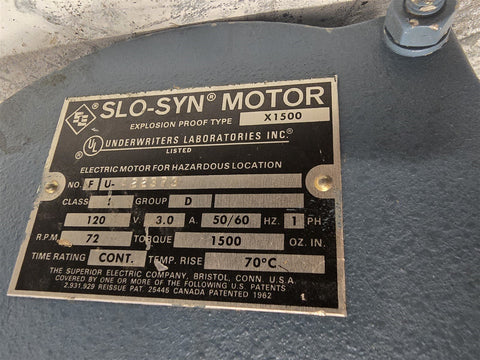 SE ® SLO-SYN® MOTOR
EXPLOSION PROOF TYPE X1500
® UL UNDERWRITERS LABORATORIES INC®
LISTED
ELECTRIC MOTOR FOR HAZARDOUS LOCATION
NO. F U-
CLASS GROUP D
120 V. 3.0 A. 50/60 HZ. 1 PH
R.P.M. 72 TORQUE 1500 OZ. IN.
TIME RATING CONT. TEMP. RISE 70°C
THE SUPERIOR ELECTRIC COMPANY, BRISTOL, CONN. U.S.A.
COVERED BY ONE OR MORE OF THE FOLLOWING U.S. PATENTS
2,931,929 REISSUE PAT. 25445 CANADA PATENTED 1962